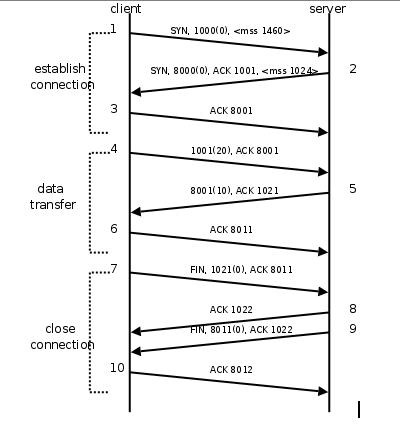 client
server
1
SYN, 1000(0), <mss 1460>
establish
connection
SYN, 8000(0), ACK 1001, <mss 1024>
2
3
ACK 8001
4
1001(20), ACK 8001
data
transfer
8001(10), ACK 1021
5
6
ACK 8011
7
FIN, 1021(0), ACK 8011
close
connection
ACK 1022
8
FIN, 8011(0), ACK 1022
9
10
ACK 8012